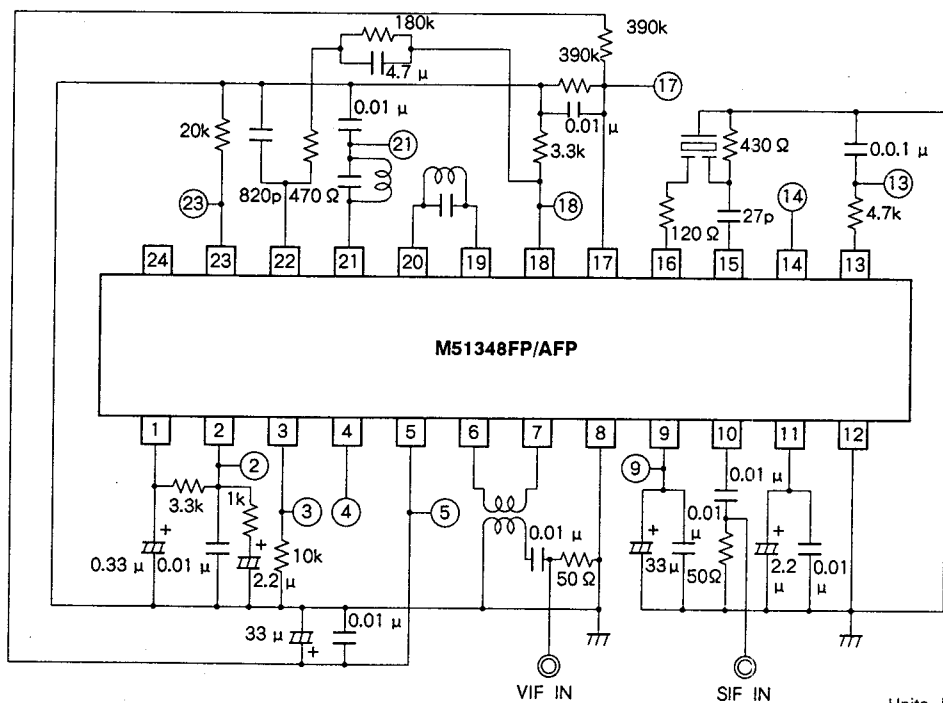 180k
390k
390k
4.7 μ
17
0.01 μ
0.01 μ
20k
3.3k
430 Ω
0.0.1 μ
21
13
14
23
820p
470 Ω
18
27p
4.7k
120 Ω
24
23
22
21
20
19
18
17
16
15
14
13
M51348FP/AFP
1
2
3
4
5
6
7
8
9
10
11
12
2
9
0.01 μ
3.3k
1k
3
4
5
0.01 μ
0.01 μ
0.33 μ
0.01 μ
2.2 μ
10k
50 Ω
33 μ
50Ω
2.2 μ
0.01 μ
33 μ
0.01 μ
VIF IN
SIF IN